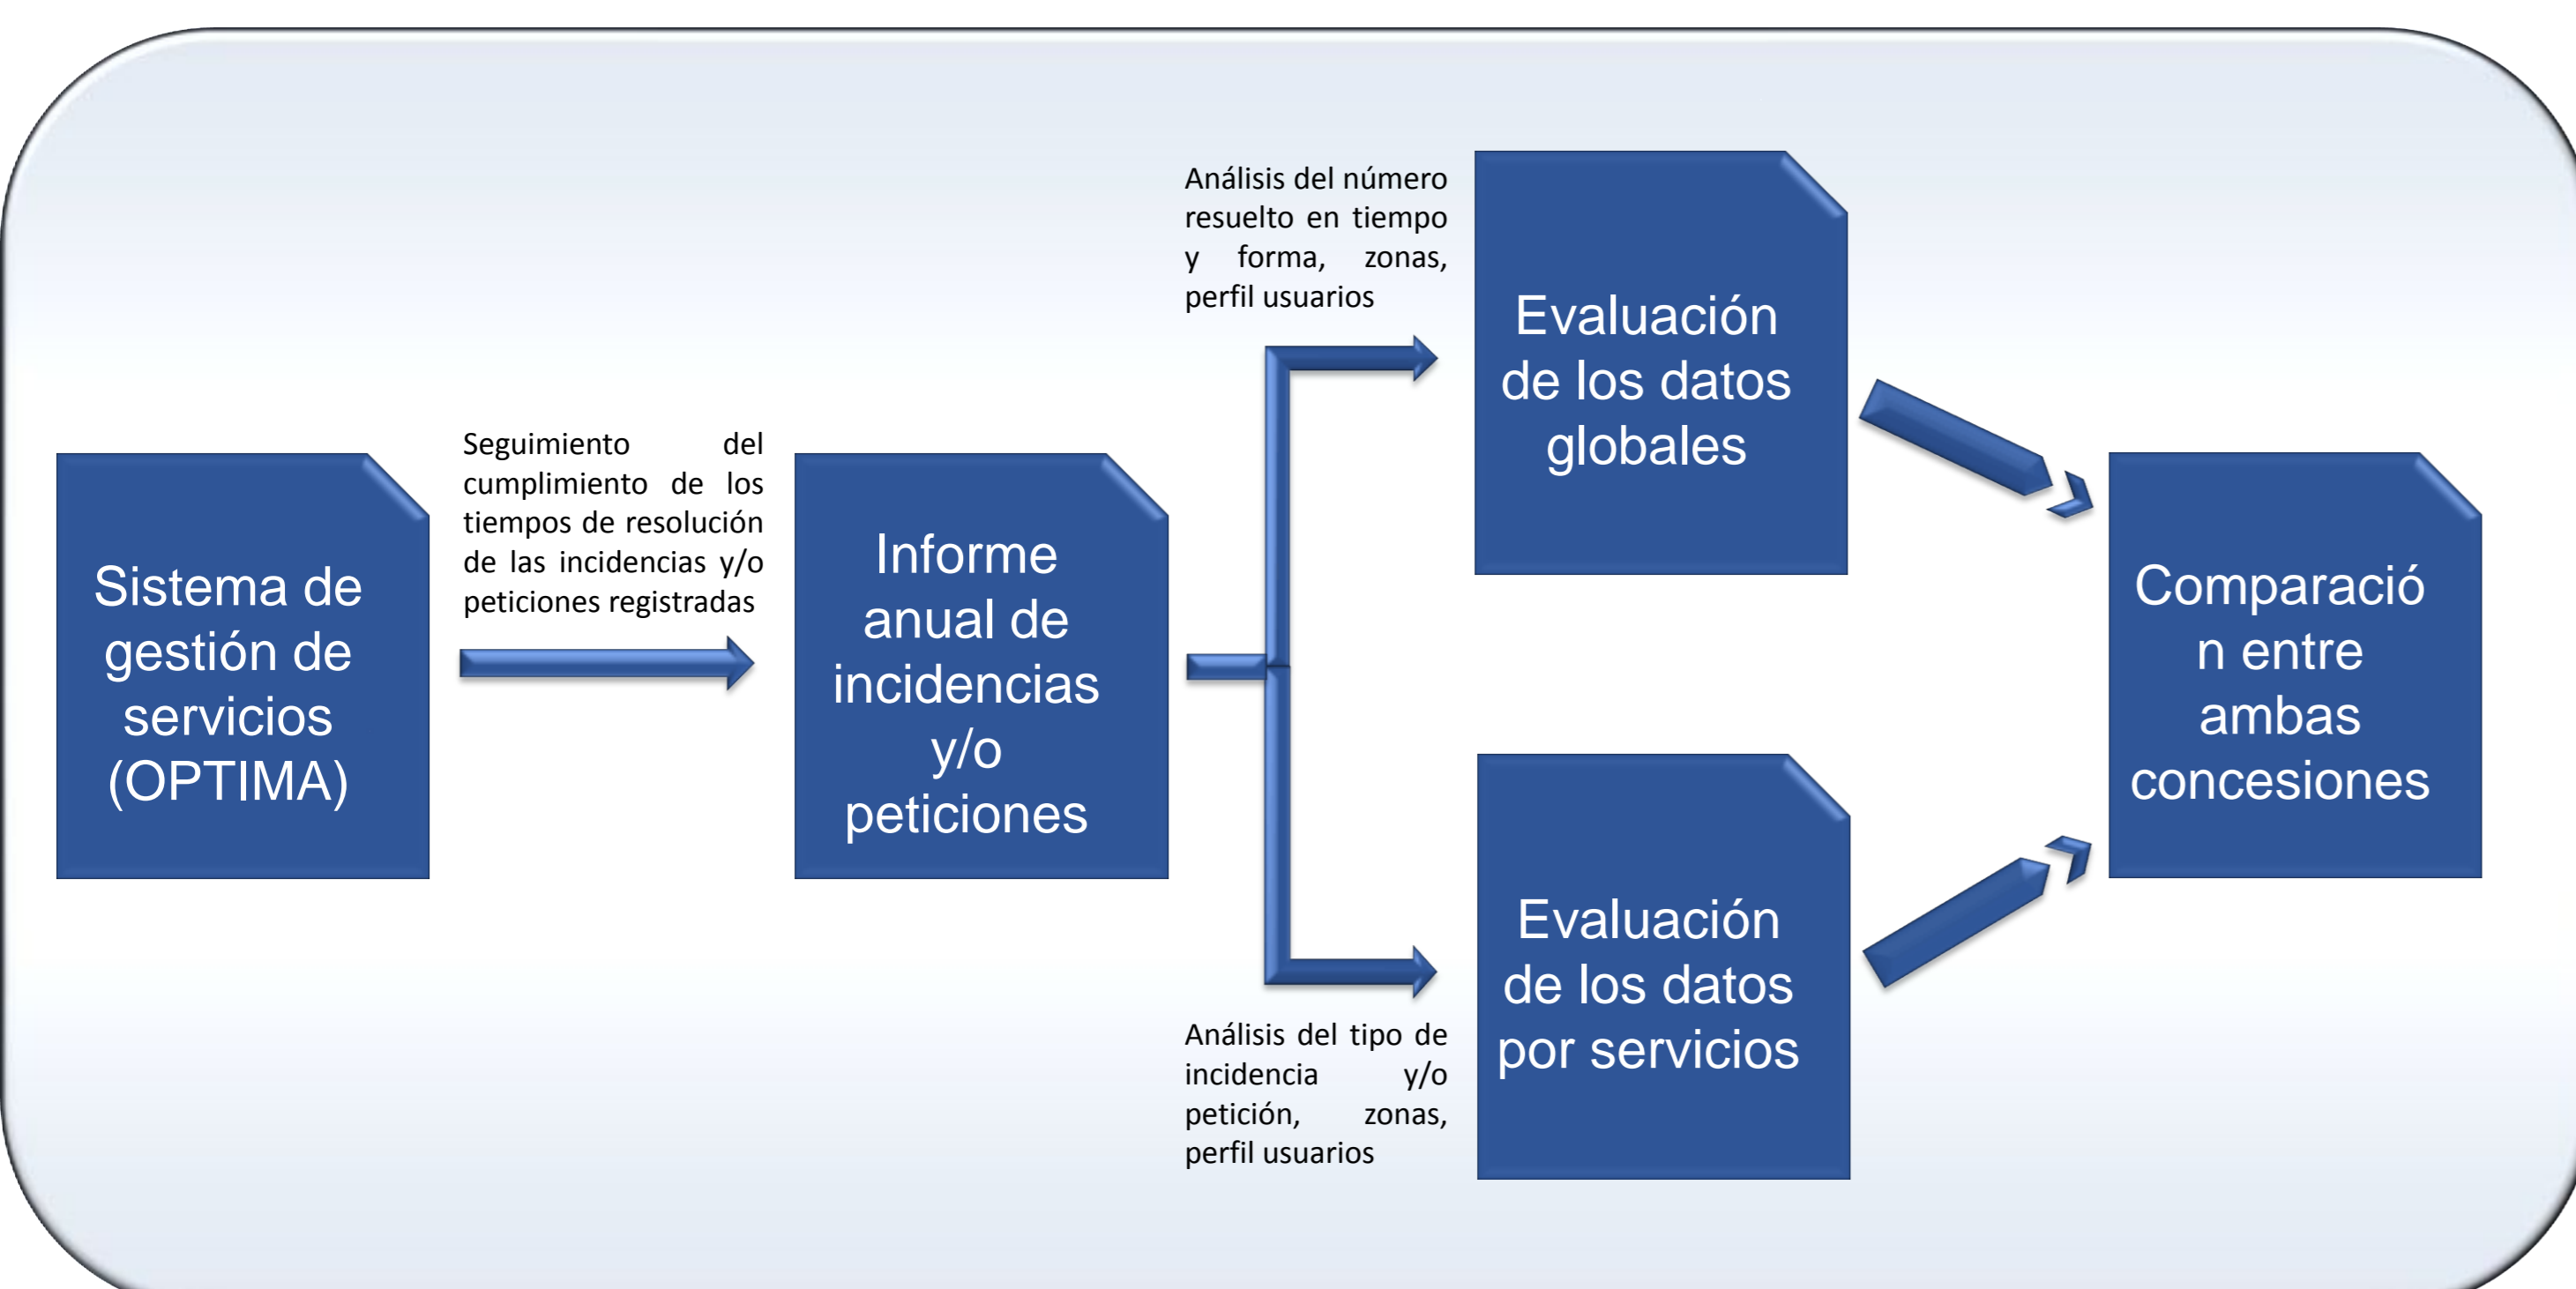 Sistema de
gestión de
servicios
(OPTIMA)
Seguimiento del
cumplimiento de los
tiempos de resolución
de las incidencias y/o
peticiones registradas
Informe
anual de
incidencias
y/o
peticiones
Análisis del número
resuelto en tiempo
y forma, zonas,
perfil usuarios
Evaluación
de los datos
globales
Análisis del tipo de
incidencia y/o
petición, zonas,
perfil usuarios
Evaluación
de los datos
por servicios
Comparació
n entre
ambas
concesiones